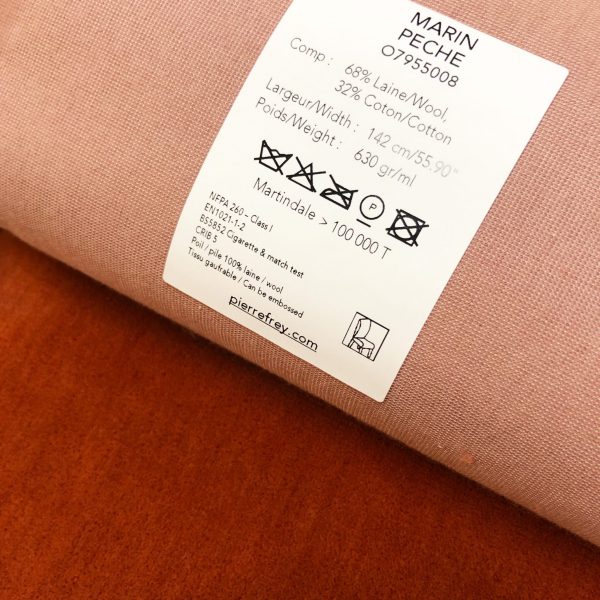 MARIN
PECHE
O7955008
Comp : 68% Laine/Wool,
32% Coton/Cotton
Largeur/Width : 142 cm/55.90"
Poids/Weight : 630 gr/ml
P
Martindale > 100 000 T
NFPA 260 – Class I
EN1021-1-2
BS5852 Cigarette & match test
CRIB 5
Poil / pile 100% laine / wool
Tissu gaufrable / Can be embossed
pierrefrey.com